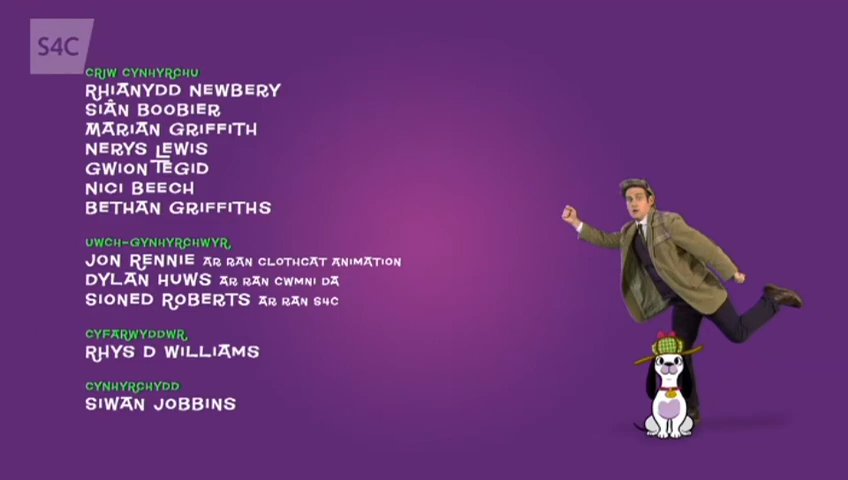 S4C
CRIW CYNHYRCHU
RHIANYDD NEWBERY
SIÂN BOOBIER
MARIAN GRIFFITH
NERYS LEWIS
GWION TEGID
NICI BEECH
BETHAN GRIFFITHS
UWCH-GYNHYRCHWYR
JON RENNIE AR RAN CLOTHCAT ANIMATION
DYLAN HUWS AR RAN CWMNI DA
SIONED ROBERTS AR RAN S4C
CYFARWYDDWR
RHYS D WILLIAMS
CYNHYRCHYDD
SIWAN JOBBINS